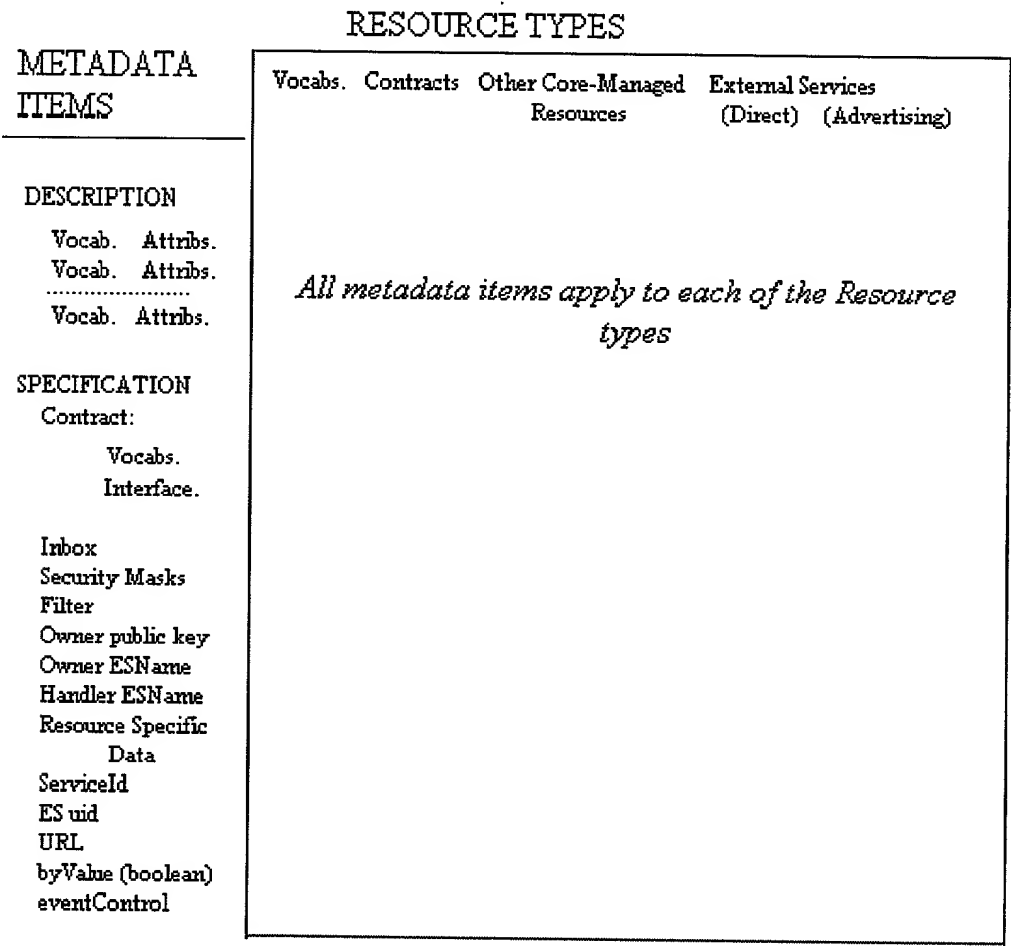 RESOURCE TYPES
METADATA
ITEMS
Vocabs. Contracts Other Core-Managed External Services
Resources (Direct) (Advertising)
DESCRIPTION
Vocab. Attribs.
Vocab. Attribs.
......................
Vocab. Attribs.
All metadata items apply to each of the Resource
types
SPECIFICATION
Contract:
Vocabs.
Interface.
Inbox
Security Masks
Filter
Owner public key
Owner ESName
Handler ESName
Resource Specific
Data
ServiceId
ES uid
URL
byValue (boolean)
eventControl